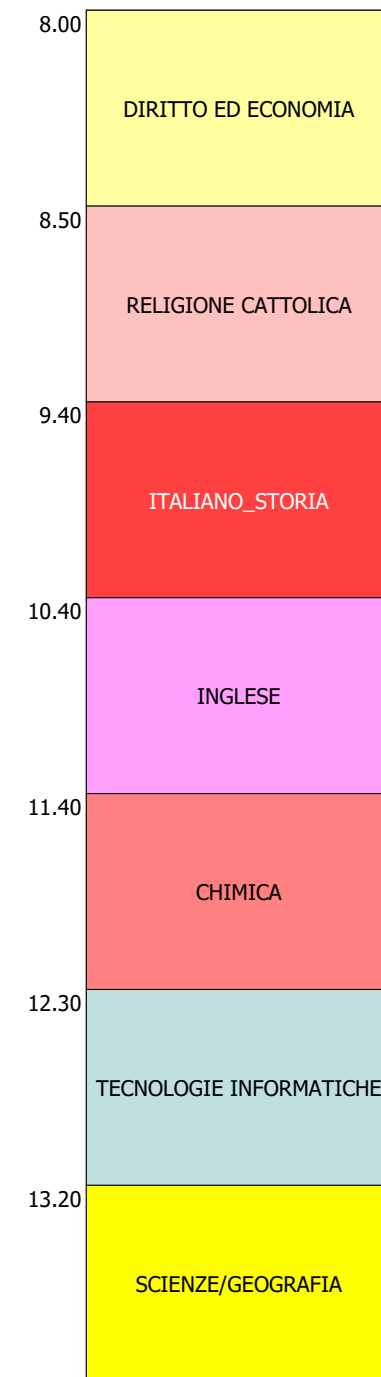 8.00
DIRITTO ED ECONOMIA
8.50
RELIGIONE CATTOLICA
9.40
ITALIANO_STORIA
10.40
INGLESE
11.40
CHIMICA
12.30
TECNOLOGIE INFORMATICHE
13.20
SCIENZE/GEOGRAFIA